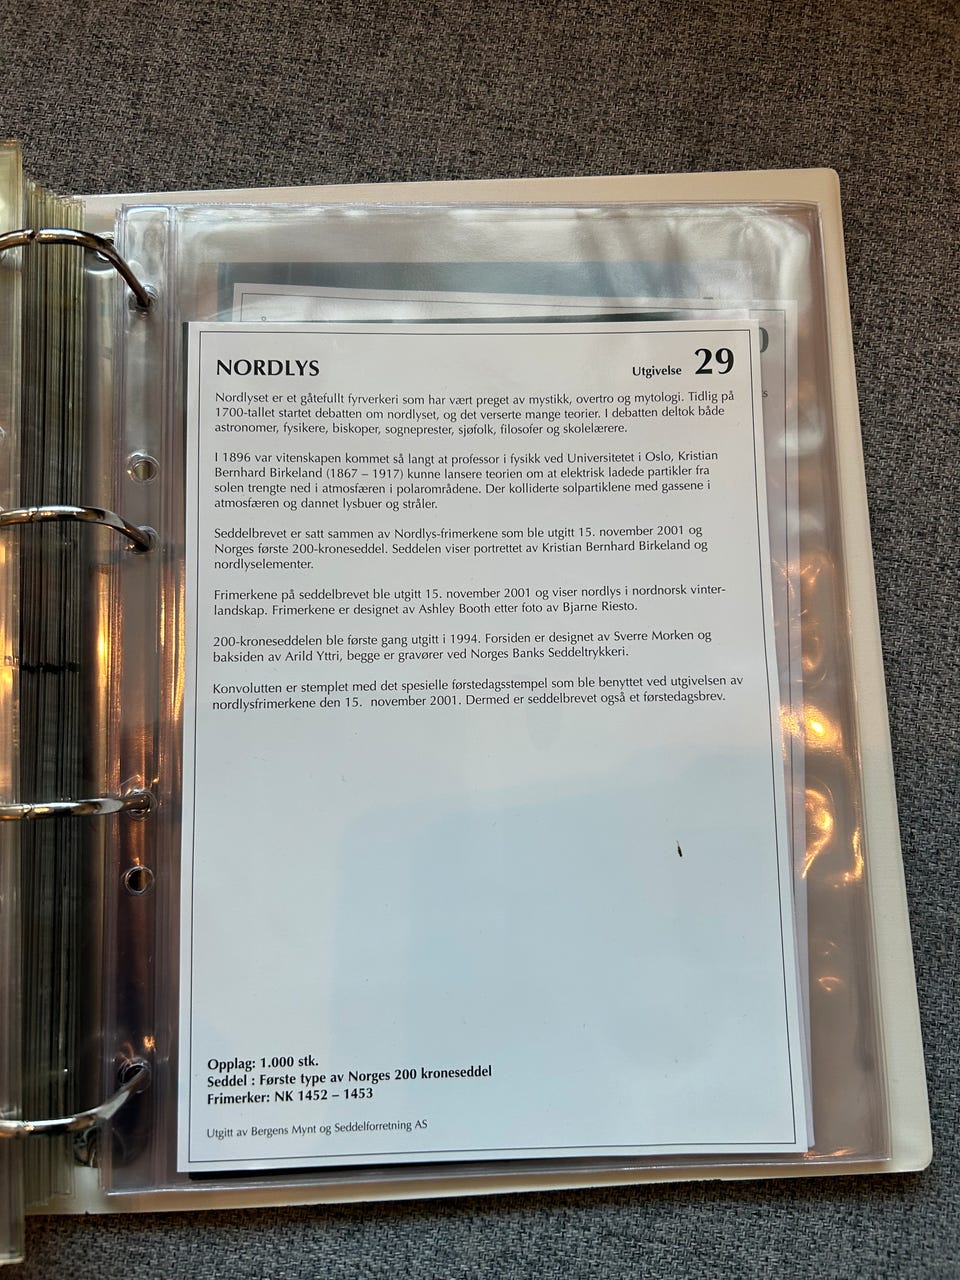 NORDLYS
Utgivelse 29
Nordlyset er et gåtefullt fyrverkeri som har vært preget av mystikk, overtro og mytologi. Tidlig på
1700-tallet startet debatten om nordlyset, og det verserte mange teorier. I debatten deltok både
astronomer, fysikere, biskoper, sogneprester, sjøfolk, filosofer og skolelærere.
I 1896 var vitenskapen kommet så langt at professor i fysikk ved Universitetet i Oslo, Kristian
Bernhard Birkeland (1867 – 1917) kunne lansere teorien om at elektrisk ladede partikler fra
solen trengte ned i atmosfæren i polarområdene. Der kolliderte solpartiklene med gassene i
atmosfæren og dannet lysbuer og stråler.
Seddelbrevet er satt sammen av Nordlys-frimerkene som ble utgitt 15. november 2001 og
Norges første 200-kroneseddel. Seddelen viser portrettet av Kristian Bernhard Birkeland og
nordlyselementer.
Frimerkene på seddelbrevet ble utgitt 15. november 2001 og viser nordlys i nordnorsk vinter-
landskap. Frimerkene er designet av Ashley Booth etter foto av Bjarne Riesto.
200-kroneseddelen ble første gang utgitt i 1994. Forsiden er designet av Sverre Morken og
baksiden av Arild Yttri, begge er gravører ved Norges Banks Seddeltrykkeri.
Konvolutten er stemplet med det spesielle førstedagsstempel som ble benyttet ved utgivelsen av
nordlysfrimerkene den 15. november 2001. Dermed er seddelbrevet også et førstedagsbrev.
Opplag: 1.000 stk.
Seddel : Første type av Norges 200 kroneseddel
Frimerker: NK 1452 – 1453
Utgitt av Bergens Mynt og Seddelforretning AS